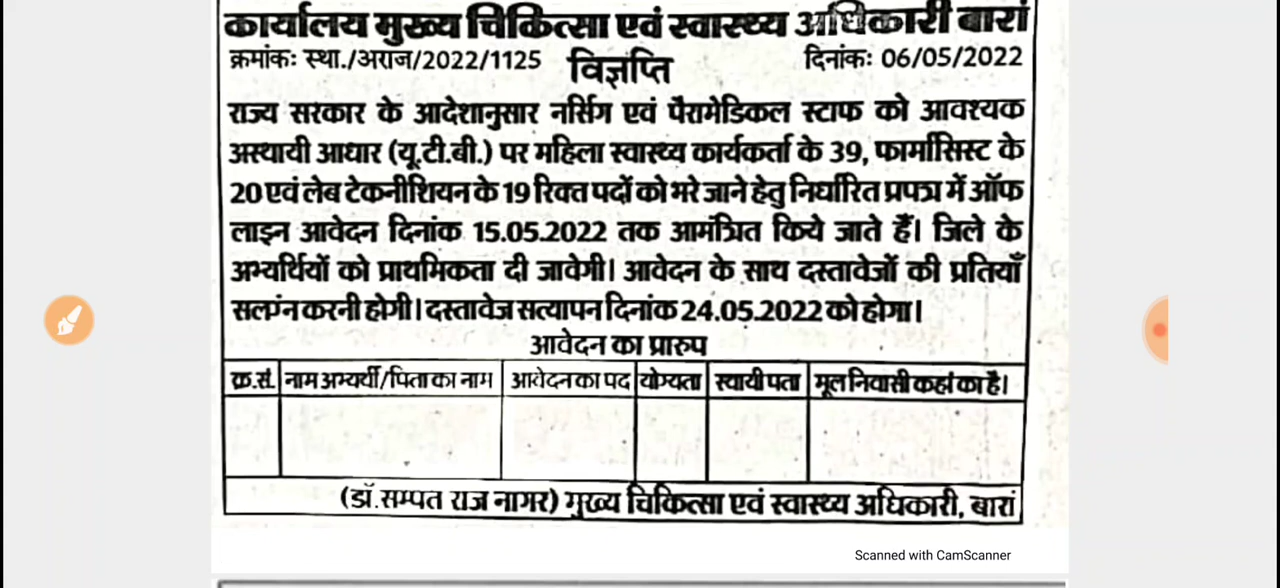 कार्यालय मुख्य चिकित्सा एवं स्वास्थ्य अधिकारी बारां
क्रमांकः स्था./अराज/2022/1125 विज्ञप्ति दिनांकः 06/05/2022
राज्य सरकार के आदेशानुसार नर्सिग एवं पैरामेडिकल स्टाफ को आवश्यक
अस्थायी आधार (यू.टी.बी.) पर महिला स्वास्थ्य कार्यकर्ता के 39, फार्मासिस्ट के
20 एवं लेब टेकनीशियन के 19 रिक्त पदों को भरे जाने हेतु निर्धारित प्रपत्र में ऑफ
लाइन आवेदन दिनांक 15.05.2022 तक आमंत्रित किये जाते हैं। जिले के
अभ्यर्थियों को प्राथमिकता दी जावेगी। आवेदन के साथ दस्तावेजों की प्रतियाँ
सलंग्न करनी होगी। दस्तावेज सत्यापन दिनांक 24.05.2022 को होगा।
आवेदन का प्रारुप
क्र.सं. नाम अभ्यर्थी/पिता का नाम आवेदन का पद योग्यता स्थायी पता मूल निवासी कहां का है।
(डॉ. सम्पत राज नागर) मुख्य चिकित्सा एवं स्वास्थ्य अधिकारी, बारां
Scanned with CamScanner